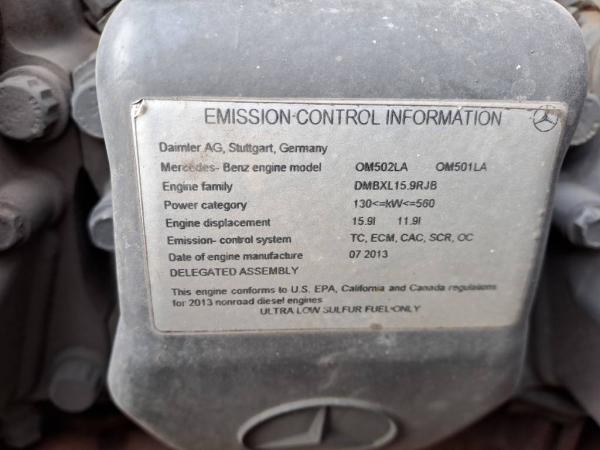 EMISSION-CONTROL INFORMATION
Daimler AG, Stuttgart, Germany
Mercedes- Benz engine model OM502LA OM501LA
Engine family DMBXL15.9RJB
Power category 130<=kW<=560
Engine displacement 15.9l 11.9l
Emission- control system TC, ECM, CAC, SCR, OC
Date of engine manufacture 07 2013
DELEGATED ASSEMBLY
This engine conforms to U.S. EPA, California and Canada regulations
for 2013 nonroad diesel engines
ULTRA LOW SULFUR FUEL ONLY